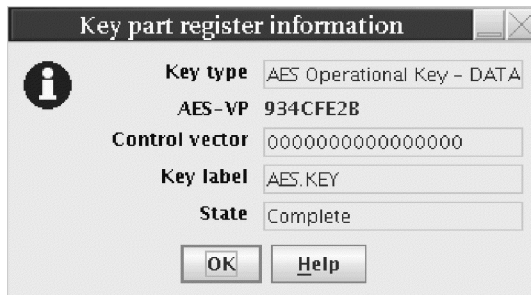 Key part register information
Key type AES Operational Key - DATA
AES-VP 934CFE2B
Control vector 0000000000000000
Key label AES.KEY
State Complete
OK Help